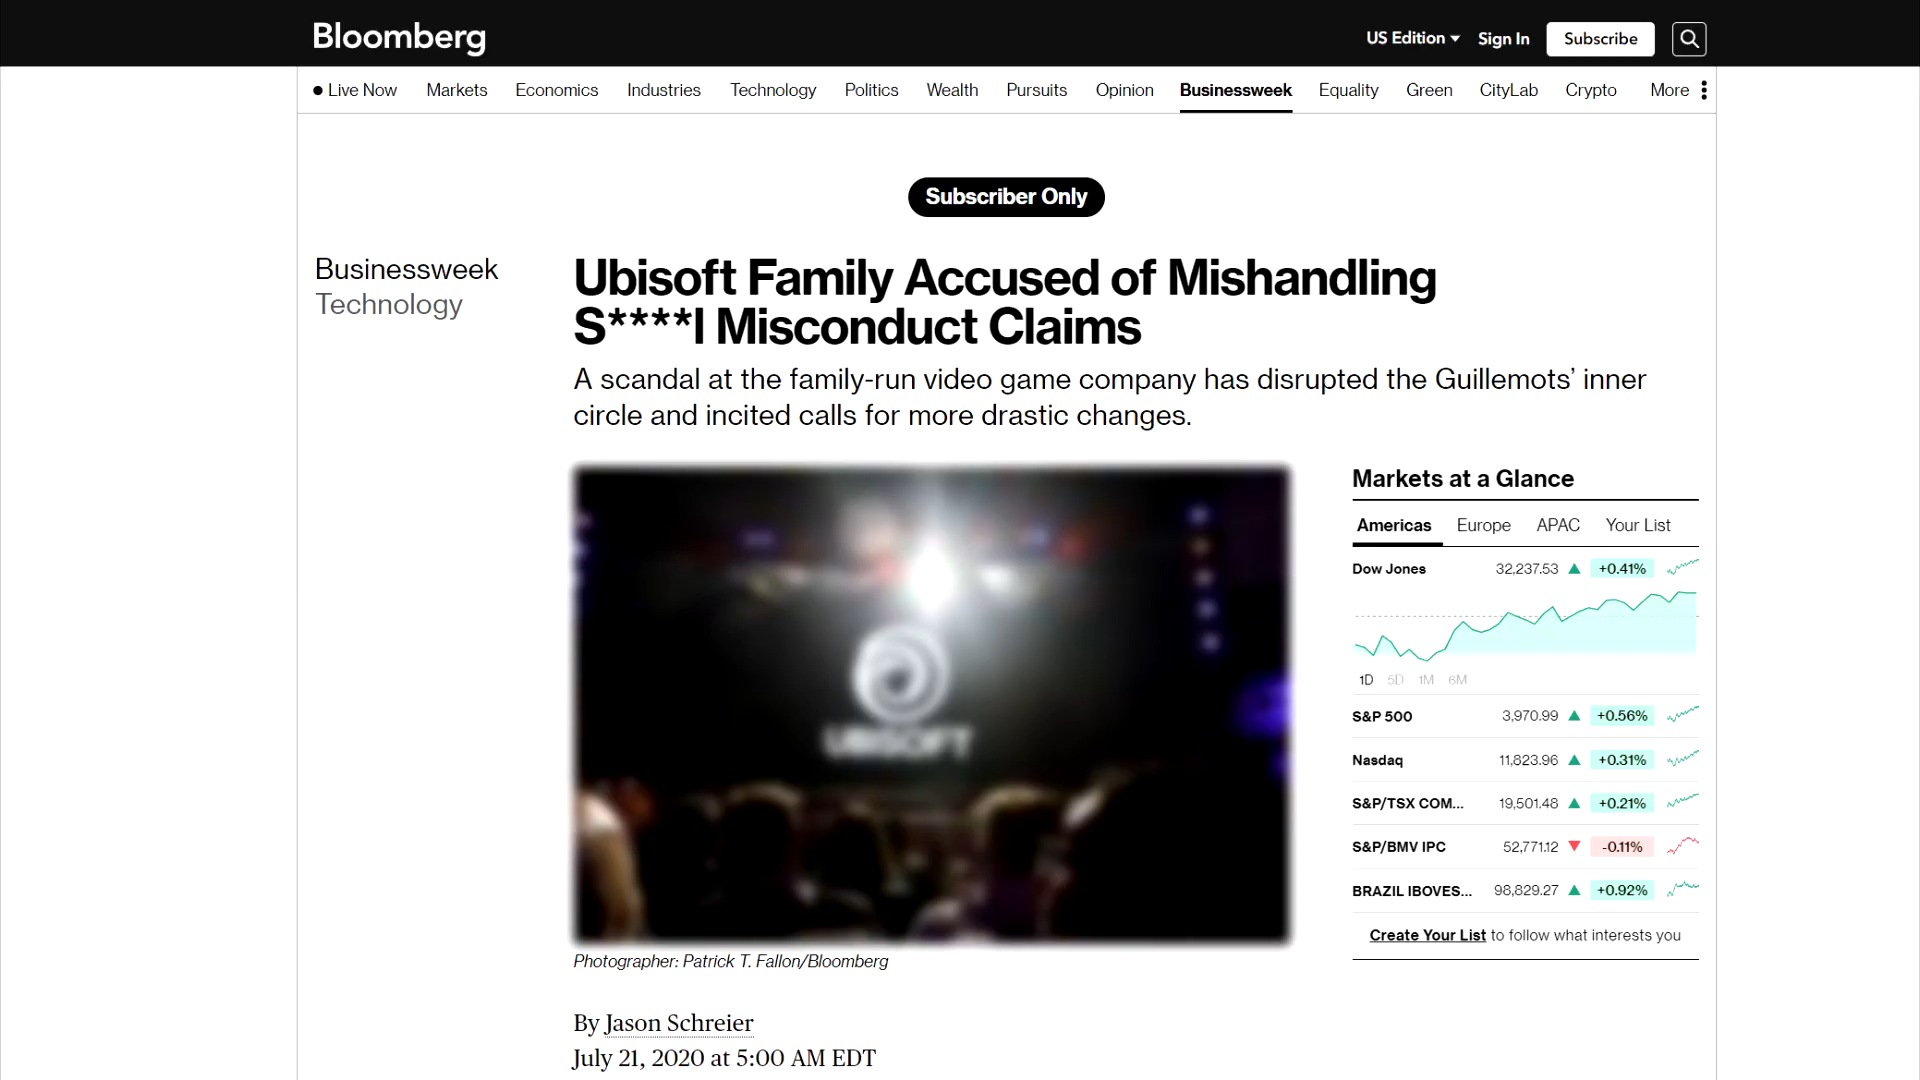 Bloomberg
US Edition Sign In Subscribe
Live Now Markets Economics Industries Technology Politics Wealth Pursuits Opinion Businessweek Equality Green CityLab Crypto More
Subscriber Only
Businessweek
Technology
Ubisoft Family Accused of Mishandling
S****l Misconduct Claims
A scandal at the family-run video game company has disrupted the Guillemots’ inner
circle and incited calls for more drastic changes.
UBISOFT
Photographer: Patrick T. Fallon/Bloomberg
By Jason Schreier
July 21, 2020 at 5:00 AM EDT
Markets at a Glance
Americas Europe APAC Your List
Dow Jones 32,237.53 +0.41%
1D 5D 1M 6M
S&P 500 3,970.99 +0.56%
Nasdaq 11,823.96 +0.31%
S&P/TSX COM... 19,501.48 +0.21%
S&P/BMV IPC 52,771.12 -0.11%
BRAZIL IBOVES... 98,829.27 +0.92%
Create Your List to follow what interests you